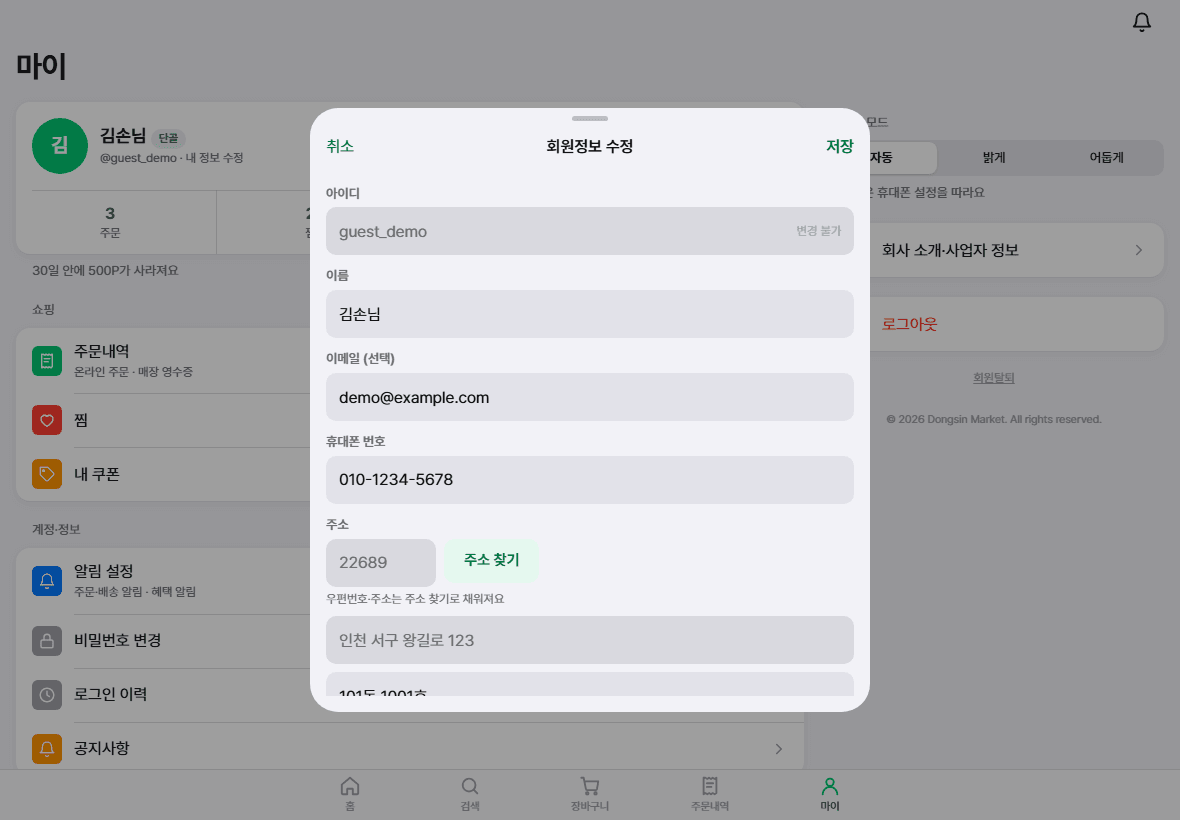 마이
김
김손님
단골
@guest_demo · 내 정보 수정
3
주문
30일 안에 500P가 사라져요
쇼핑
주문내역
온라인 주문 · 매장 영수증
찜
내 쿠폰
계정·정보
알림 설정
주문·배송 알림 · 혜택 알림
비밀번호 변경
로그인 이력
공지사항
취소
회원정보 수정
저장
아이디
guest_demo
변경 불가
이름
김손님
이메일 (선택)
demo@example.com
휴대폰 번호
010-1234-5678
주소
22689
주소 찾기
우편번호·주소는 주소 찾기로 채워져요
인천 서구 왕길로 123
101동 1001호
모드
자동
밝게
어둡게
휴대폰 설정을 따라요
회사 소개·사업자 정보
로그아웃
회원탈퇴
© 2026 Dongsin Market. All rights reserved.
홈
검색
장바구니
주문내역
마이